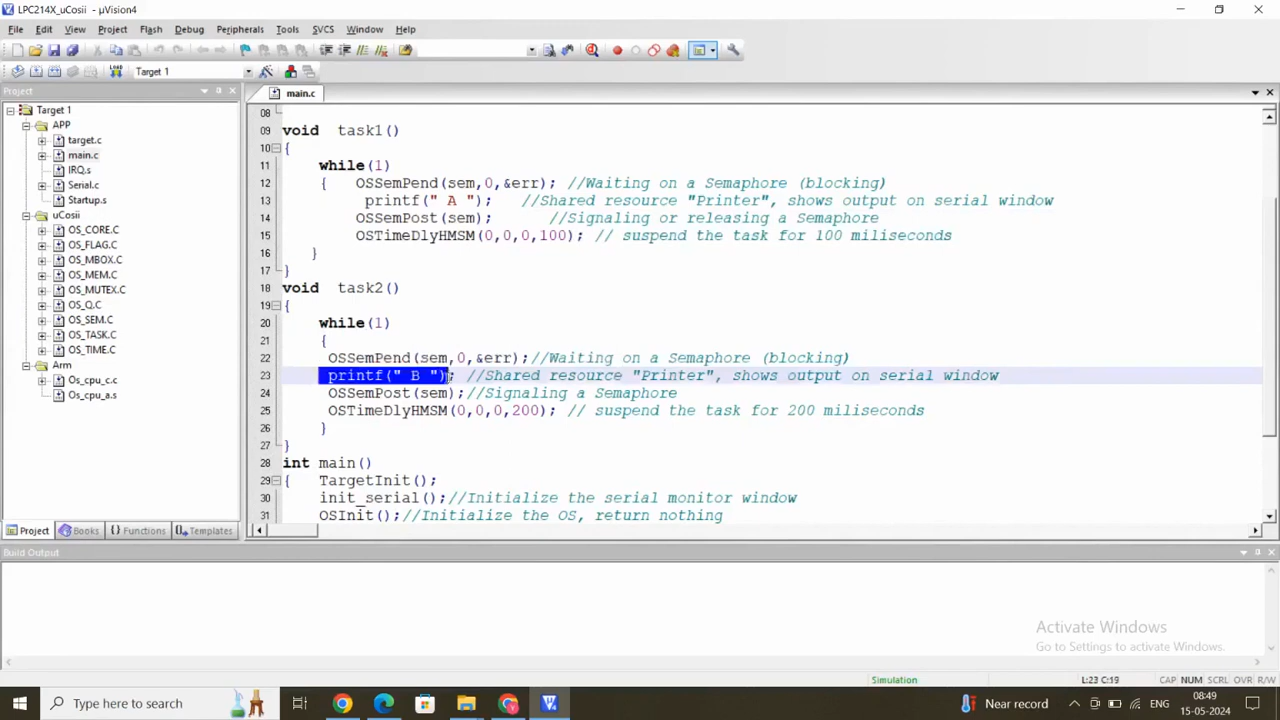 LPC214X_uCosii - µVision4
File Edit View Project Flash Debug Peripherals Tools SVCS Window Help
Target 1
Project
main.c
Target 1
APP
target.c
main.c
IRQ.s
Serial.c
Startup.s
uCosii
OS_CORE.C
OS_FLAG.C
OS_MBOX.C
OS_MEM.C
OS_MUTEX.C
OS_Q.C
OS_SEM.C
OS_TASK.C
OS_TIME.C
Arm
Os_cpu_c.c
Os_cpu_a.s
08
09 void task1()
10 {
11 while(1)
12 { OSSemPend(sem,0,&err); //Waiting on a Semaphore (blocking)
13 printf(" A "); //Shared resource "Printer", shows output on serial window
14 OSSemPost(sem); //Signaling or releasing a Semaphore
15 OSTimeDlyHMSM(0,0,0,100); // suspend the task for 100 miliseconds
16 }
17 }
18 void task2()
19 {
20 while(1)
21 {
22 OSSemPend(sem,0,&err);//Waiting on a Semaphore (blocking)
23 printf(" B "); //Shared resource "Printer", shows output on serial window
24 OSSemPost(sem);//Signaling a Semaphore
25 OSTimeDlyHMSM(0,0,0,200); // suspend the task for 200 miliseconds
26 }
27 }
28 int main()
29 { TargetInit();
30 init_serial();//Initialize the serial monitor window
31 OSInit();//Initialize the OS, return nothing
Project Books {} Functions Templates
Build Output
Activate Windows
Go to Settings to activate Windows.
Simulation L:23 C:19 CAP NUM SCRL OVR R/W
Type here to search
Near record
ENG
08:49
15-05-2024